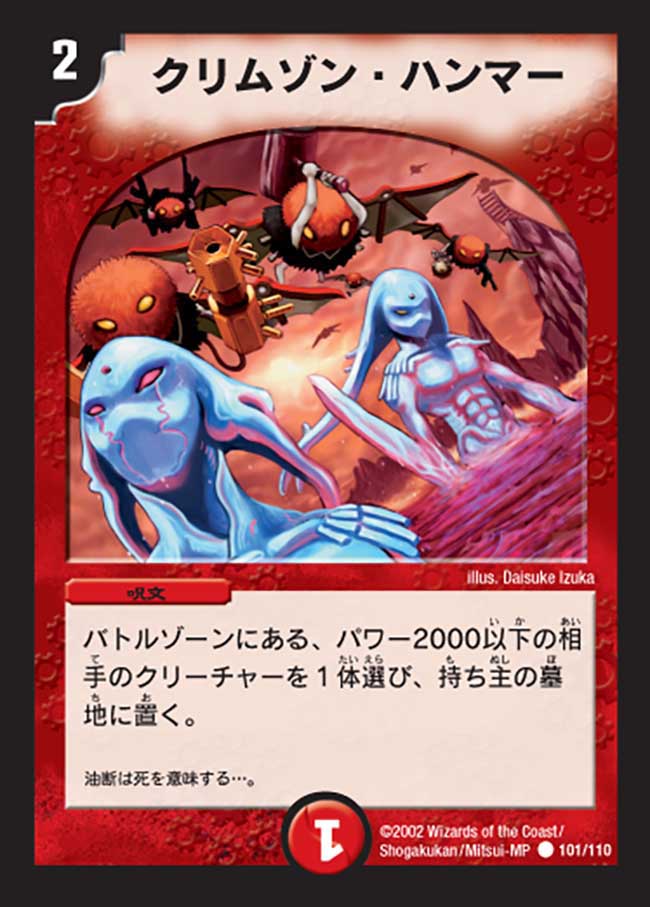 2
クリムゾン・ハンマー
illus. Daisuke Izuka
呪文
バトルゾーンにある、パワー2000以下の相
手のクリーチャーを1体選び、持ち主の墓
地に置く。
油断は死を意味する…。
1
©2002 Wizards of the Coast/
Shogakukan/Mitsui-MP 101/110